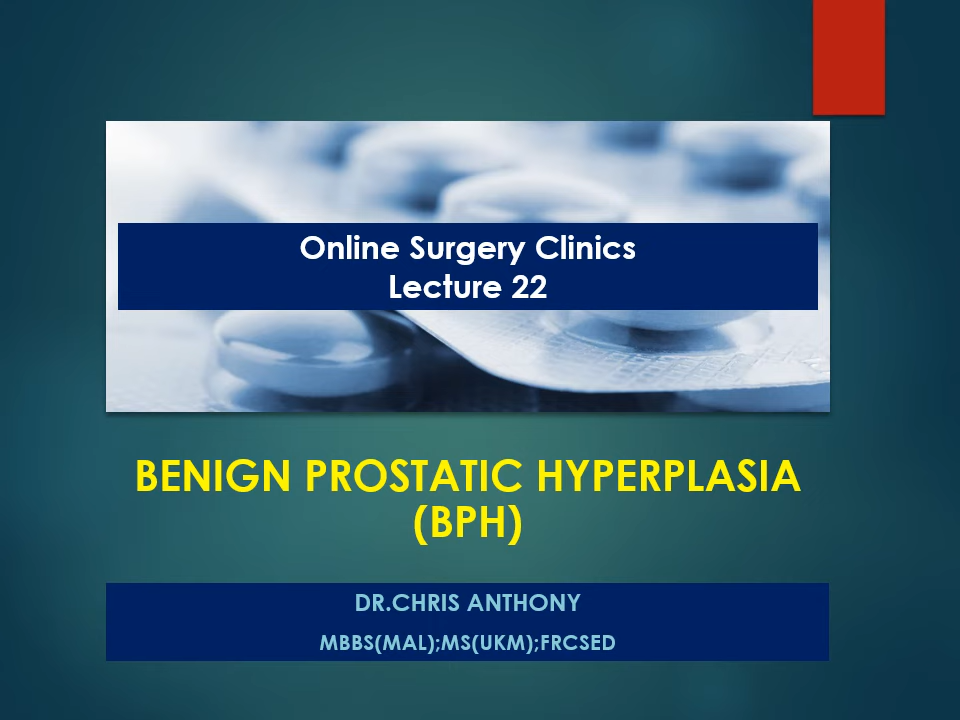 Online Surgery Clinics
Lecture 22
BENIGN PROSTATIC HYPERPLASIA
(BPH)
DR.CHRIS ANTHONY
MBBS(MAL);MS(UKM);FRCSED